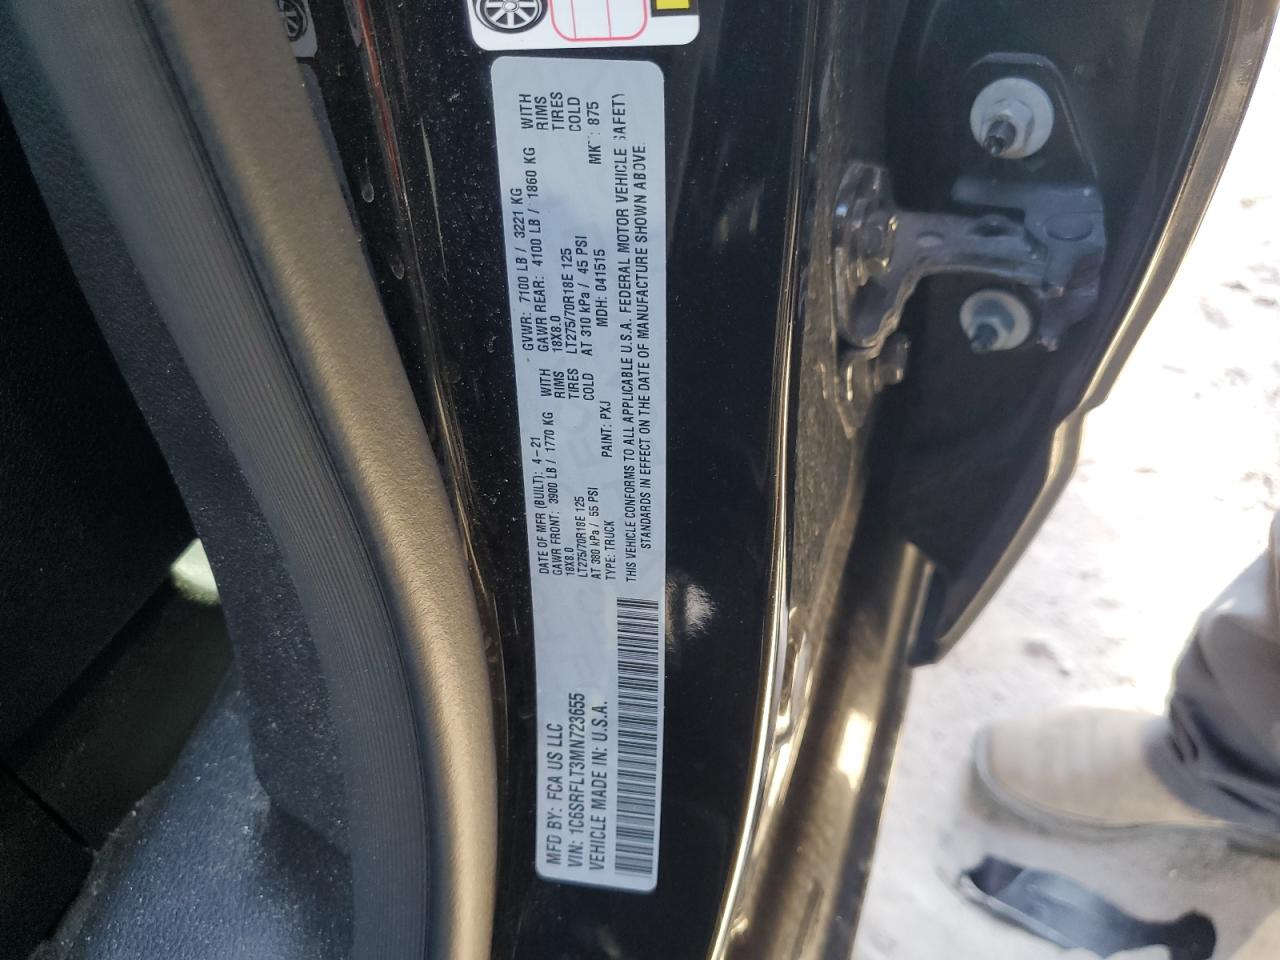 MFD BY: FCA US LLC
DATE OF MFR (BUILT): 4-21
GVWR: 7100 LB / 3221 KG
GAWR FRONT: 3900 LB / 1770 KG WITH
GAWR REAR: 4100 LB / 1860 KG WITH
18X8.0 RIMS
18X8.0 RIMS
LT275/70R18E 125 TIRES
LT275/70R18E 125 TIRES
AT 380 kPa / 55 PSI COLD
AT 310 kPa / 45 PSI COLD
VIN: 1C6SRFLT3MN723655
TYPE: TRUCK PAINT: PXJ MDH: 041515 875
VEHICLE MADE IN: U.S.A.
THIS VEHICLE CONFORMS TO ALL APPLICABLE U.S.A. FEDERAL MOTOR VEHICLE SAFETY
STANDARDS IN EFFECT ON THE DATE OF MANUFACTURE SHOWN ABOVE.